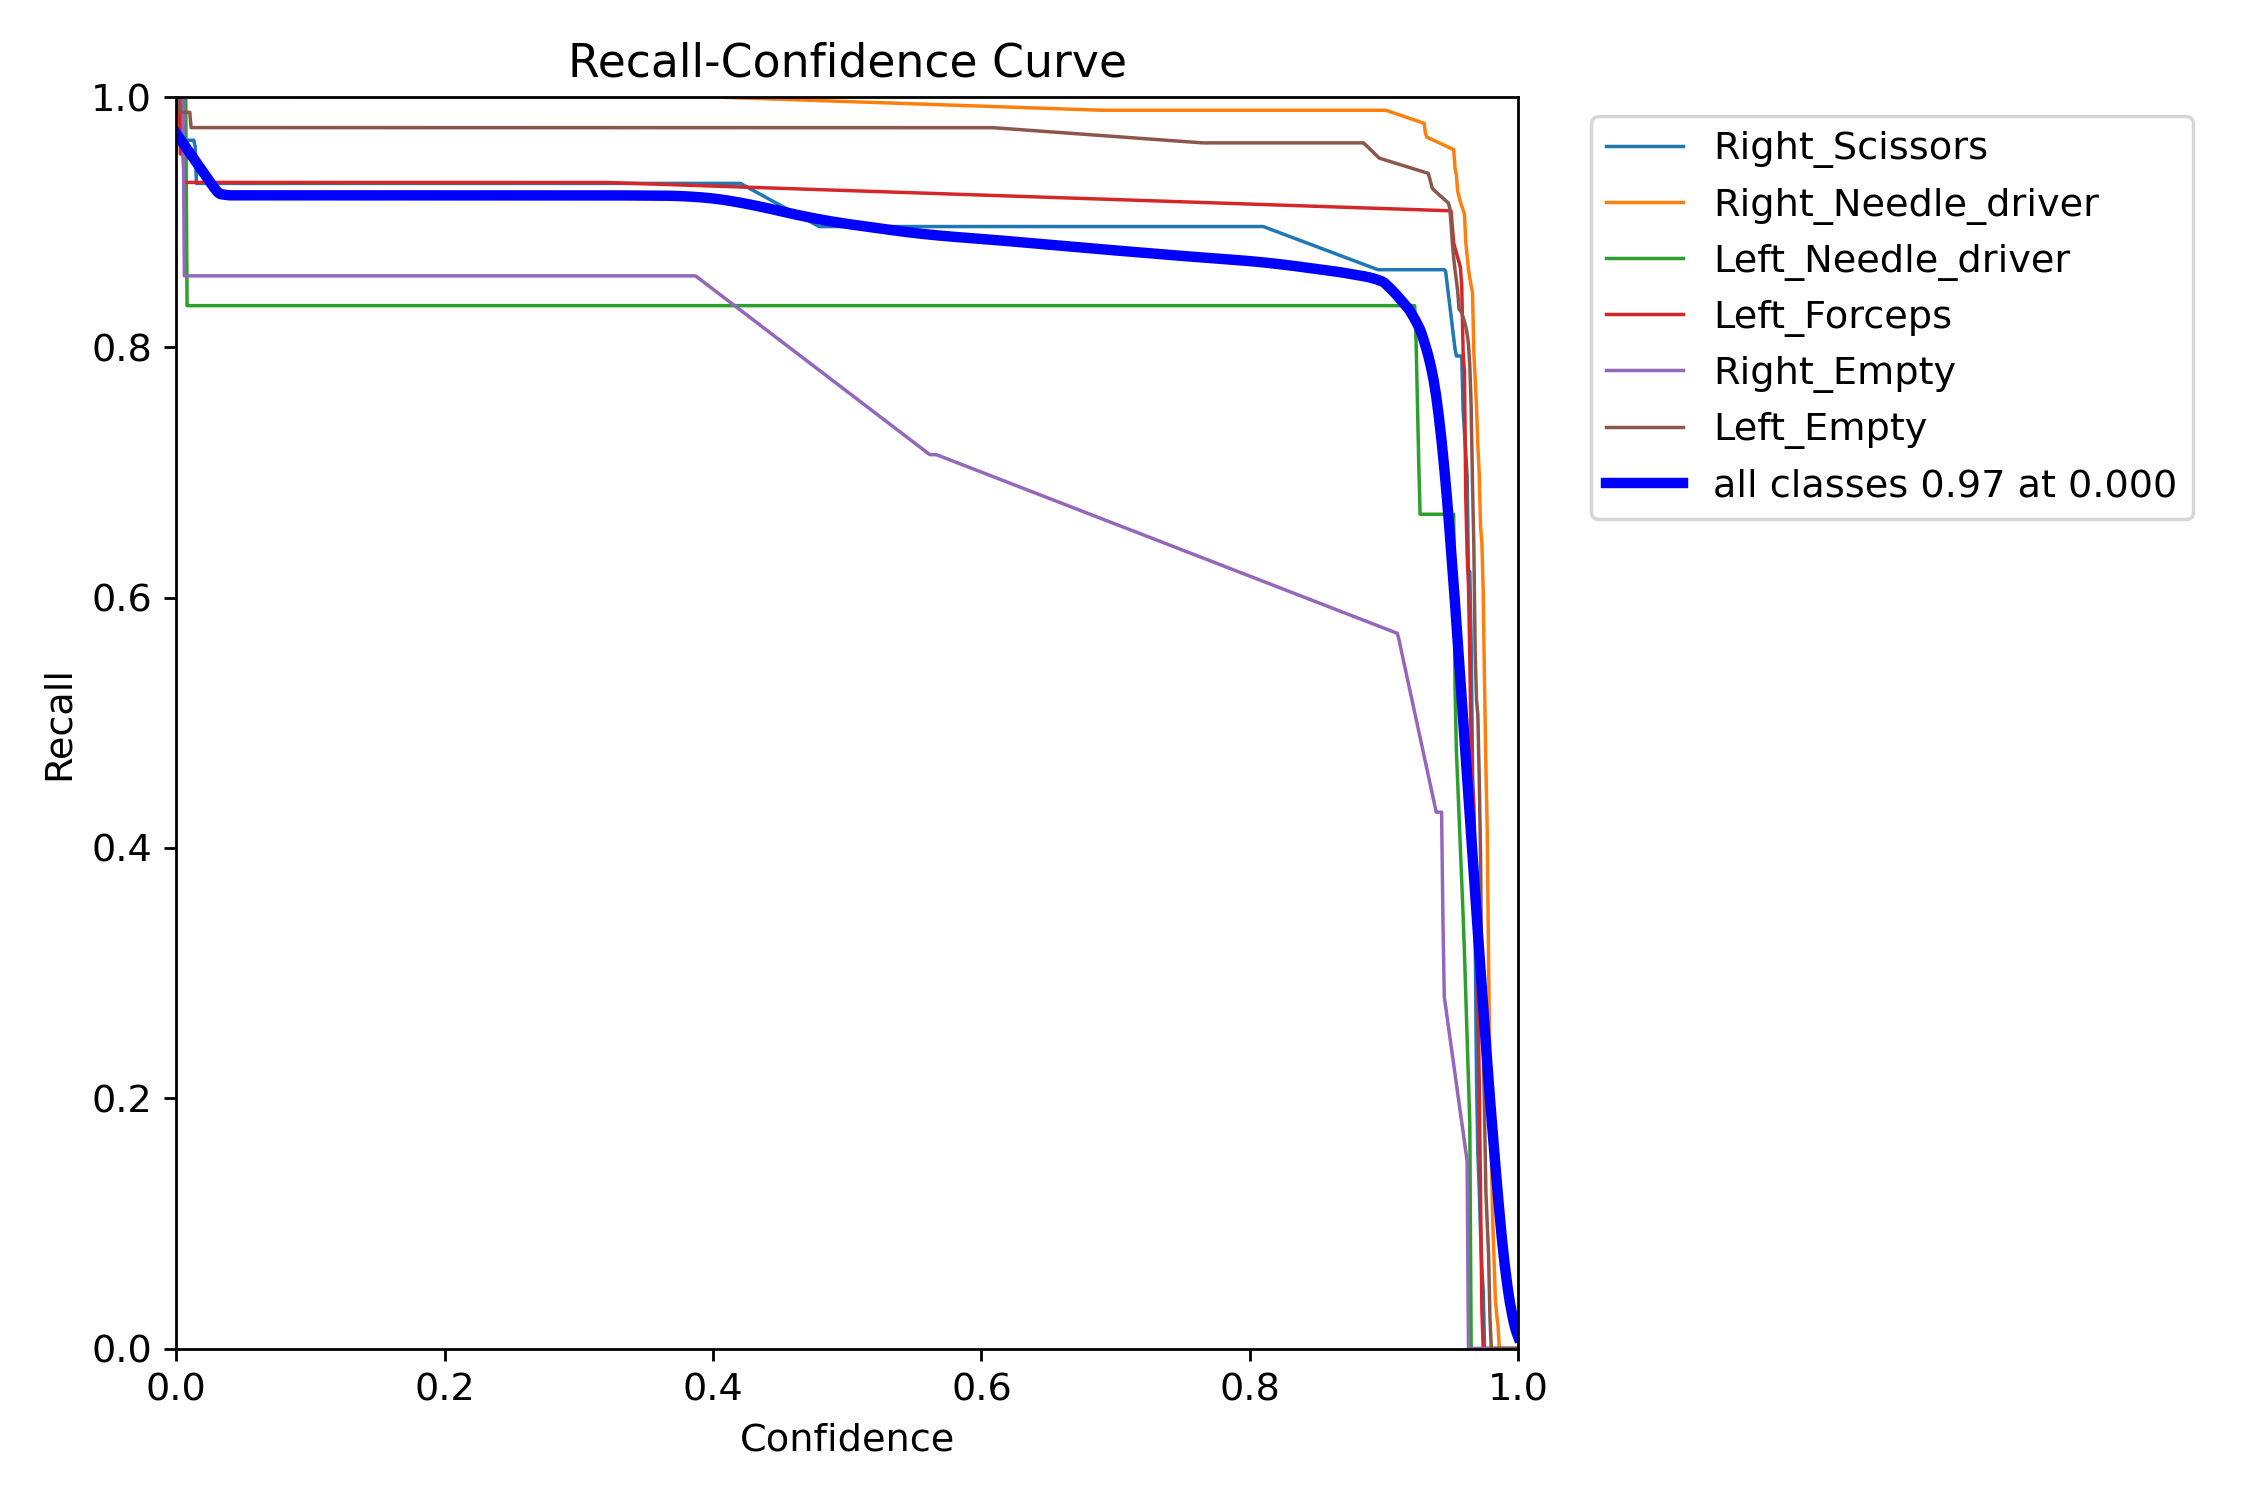 Recall-Confidence Curve
Recall
1.0
0.8
0.6
0.4
0.2
0.0
0.0 0.2 0.4 0.6 0.8 1.0
Confidence
Right_Scissors
Right_Needle_driver
Left_Needle_driver
Left_Forceps
Right_Empty
Left_Empty
all classes 0.97 at 0.000